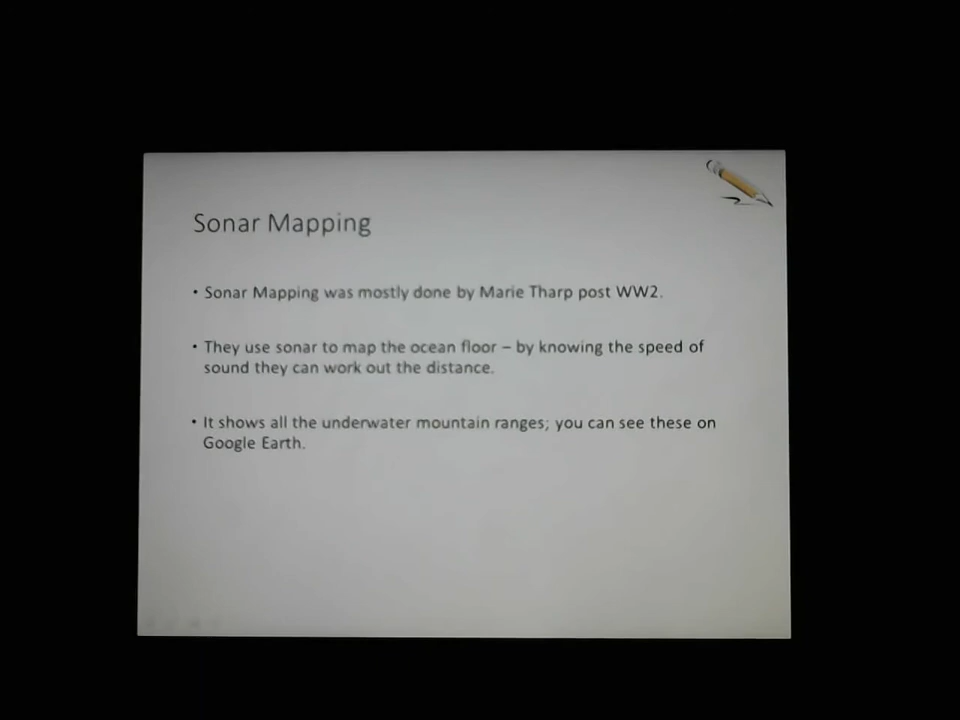 Sonar Mapping
• Sonar Mapping was mostly done by Marie Tharp post WW2.
• They use sonar to map the ocean floor – by knowing the speed of
sound they can work out the distance.
• It shows all the underwater mountain ranges; you can see these on
Google Earth.